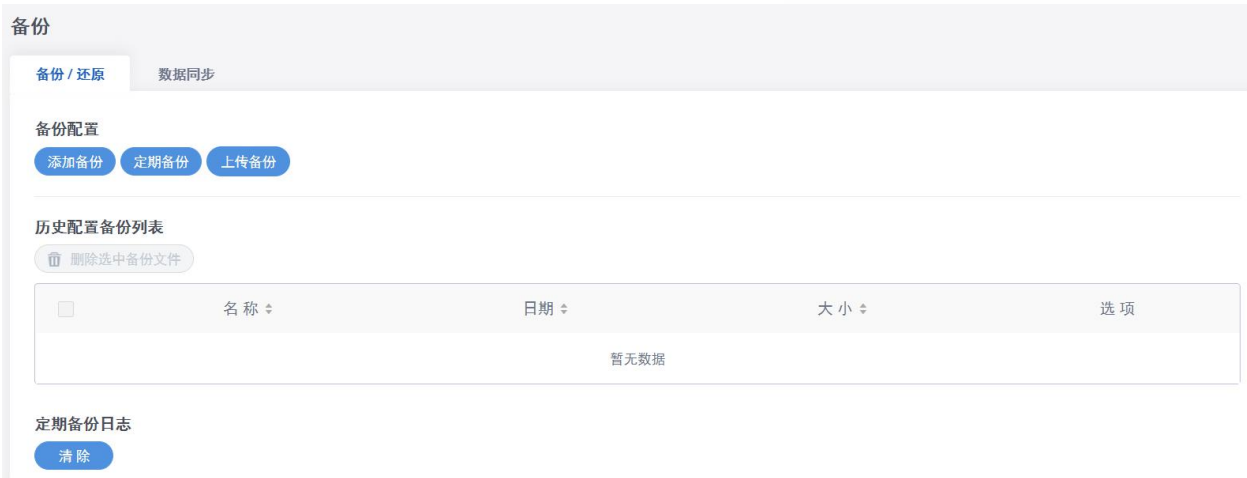 备份
备份 / 还原 数据同步
备份配置
添加备份 定期备份 上传备份
历史配置备份列表
删除选中备份文件
名称 日期 大小 选项
暂无数据
定期备份日志
清除